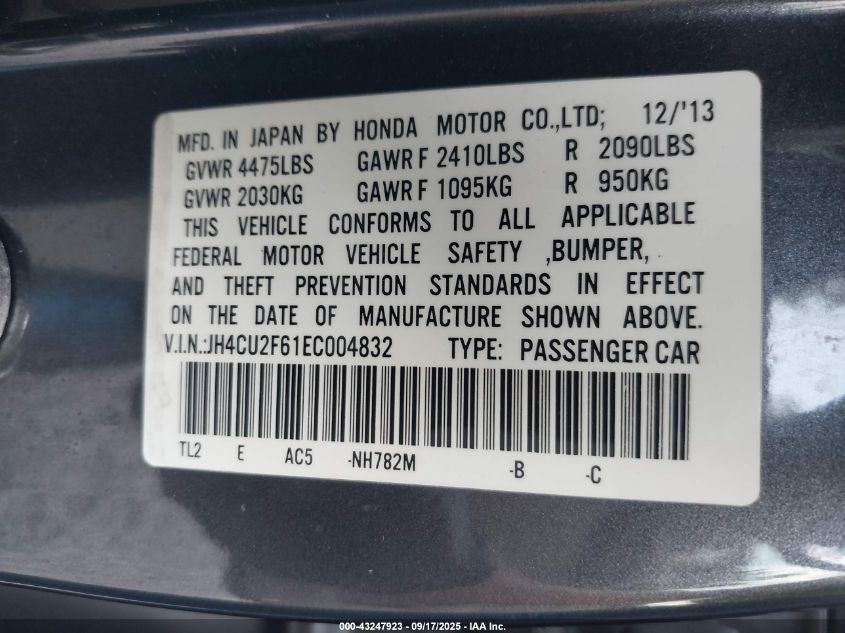 MFD. IN JAPAN BY HONDA MOTOR CO.,LTD; 12/'13
GVWR 4475LBS GAWR F 2410LBS R 2090LBS
GVWR 2030KG GAWR F 1095KG R 950KG
THIS VEHICLE CONFORMS TO ALL APPLICABLE
FEDERAL MOTOR VEHICLE SAFETY ,BUMPER,
AND THEFT PREVENTION STANDARDS IN EFFECT
ON THE DATE OF MANUFACTURE SHOWN ABOVE.
V.I.N.:JH4CU2F61EC004832 TYPE: PASSENGER CAR
TL2 E AC5 -NH782M -B -C
000-43247923 - 09/17/2025 - IAA Inc.